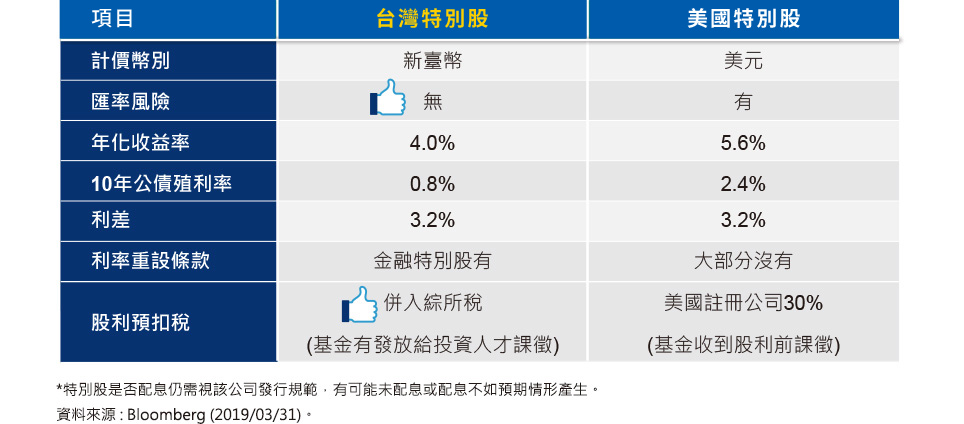 項目 台灣特別股 美國特別股
計價幣別 新臺幣 美元
匯率風險 無 有
年化收益率 4.0% 5.6%
10年公債殖利率 0.8% 2.4%
利差 3.2% 3.2%
利率重設條款 金融特別股有 大部分沒有
股利預扣稅 併入綜所稅 美國註冊公司30%
(基金有發放給投資人才課徵) (基金收到股利前課徵)
*特別股是否配息仍需視該公司發行規範，有可能未配息或配息不如預期情形產生。
資料來源 : Bloomberg (2019/03/31)。